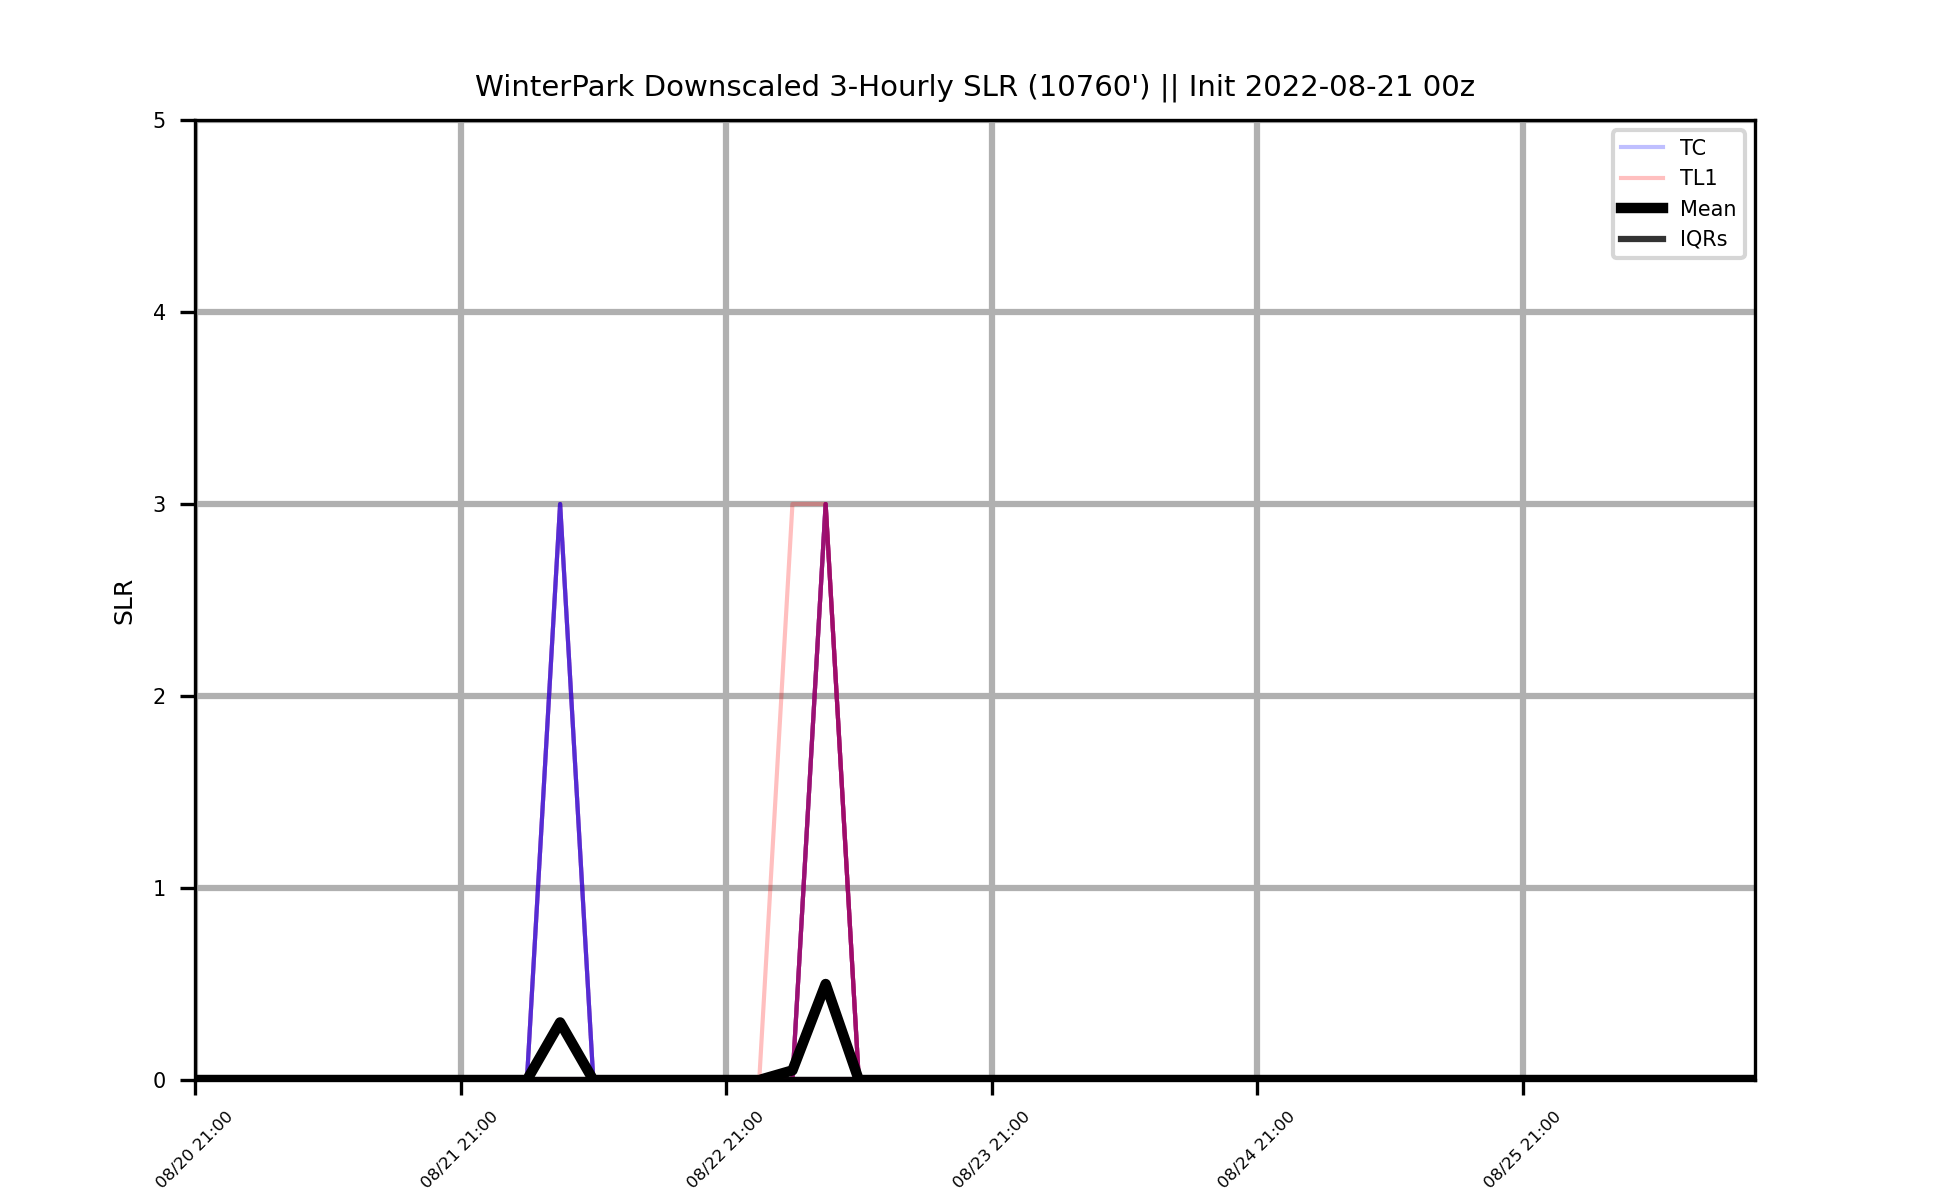 WinterPark Downscaled 3-Hourly SLR (10760') || Init 2022-08-21 00z
5
4
3
2
1
0
SLR
TC
TL1
Mean
IQRs
08/20 21:00
08/21 21:00
08/22 21:00
08/23 21:00
08/24 21:00
08/25 21:00